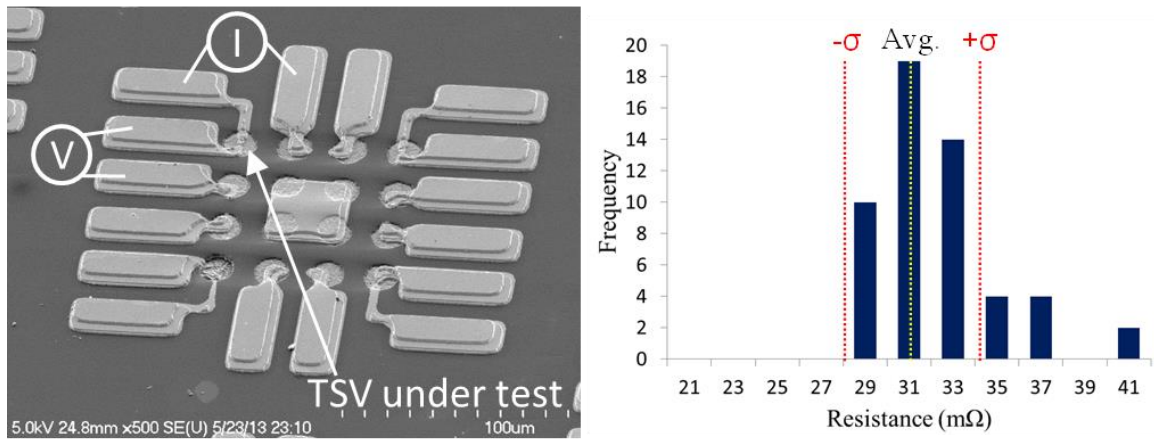 I
V
TSV under test
5.0kV 24.8mm x500 SE(U) 5/23/13 23:10
100um
-σ Avg. +σ
20
18
16
14
12
10
8
6
4
2
0
Frequency
21 23 25 27 29 31 33 35 37 39 41
Resistance (mΩ)